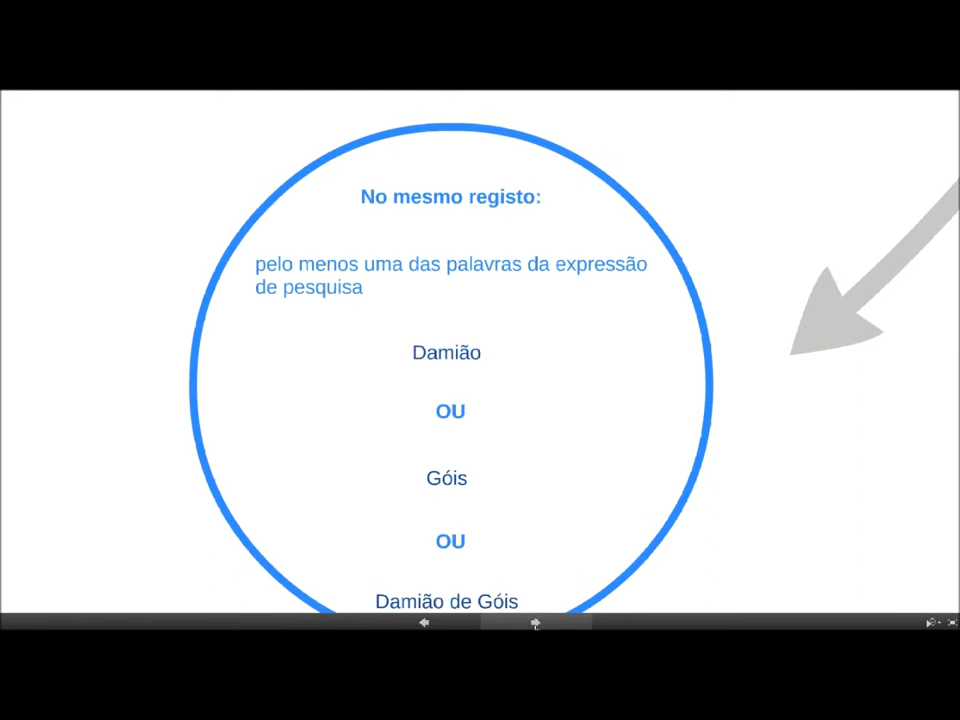 No mesmo registo:
pelo menos uma das palavras da expressão
de pesquisa
Damião
OU
Góis
OU
Damião de Góis